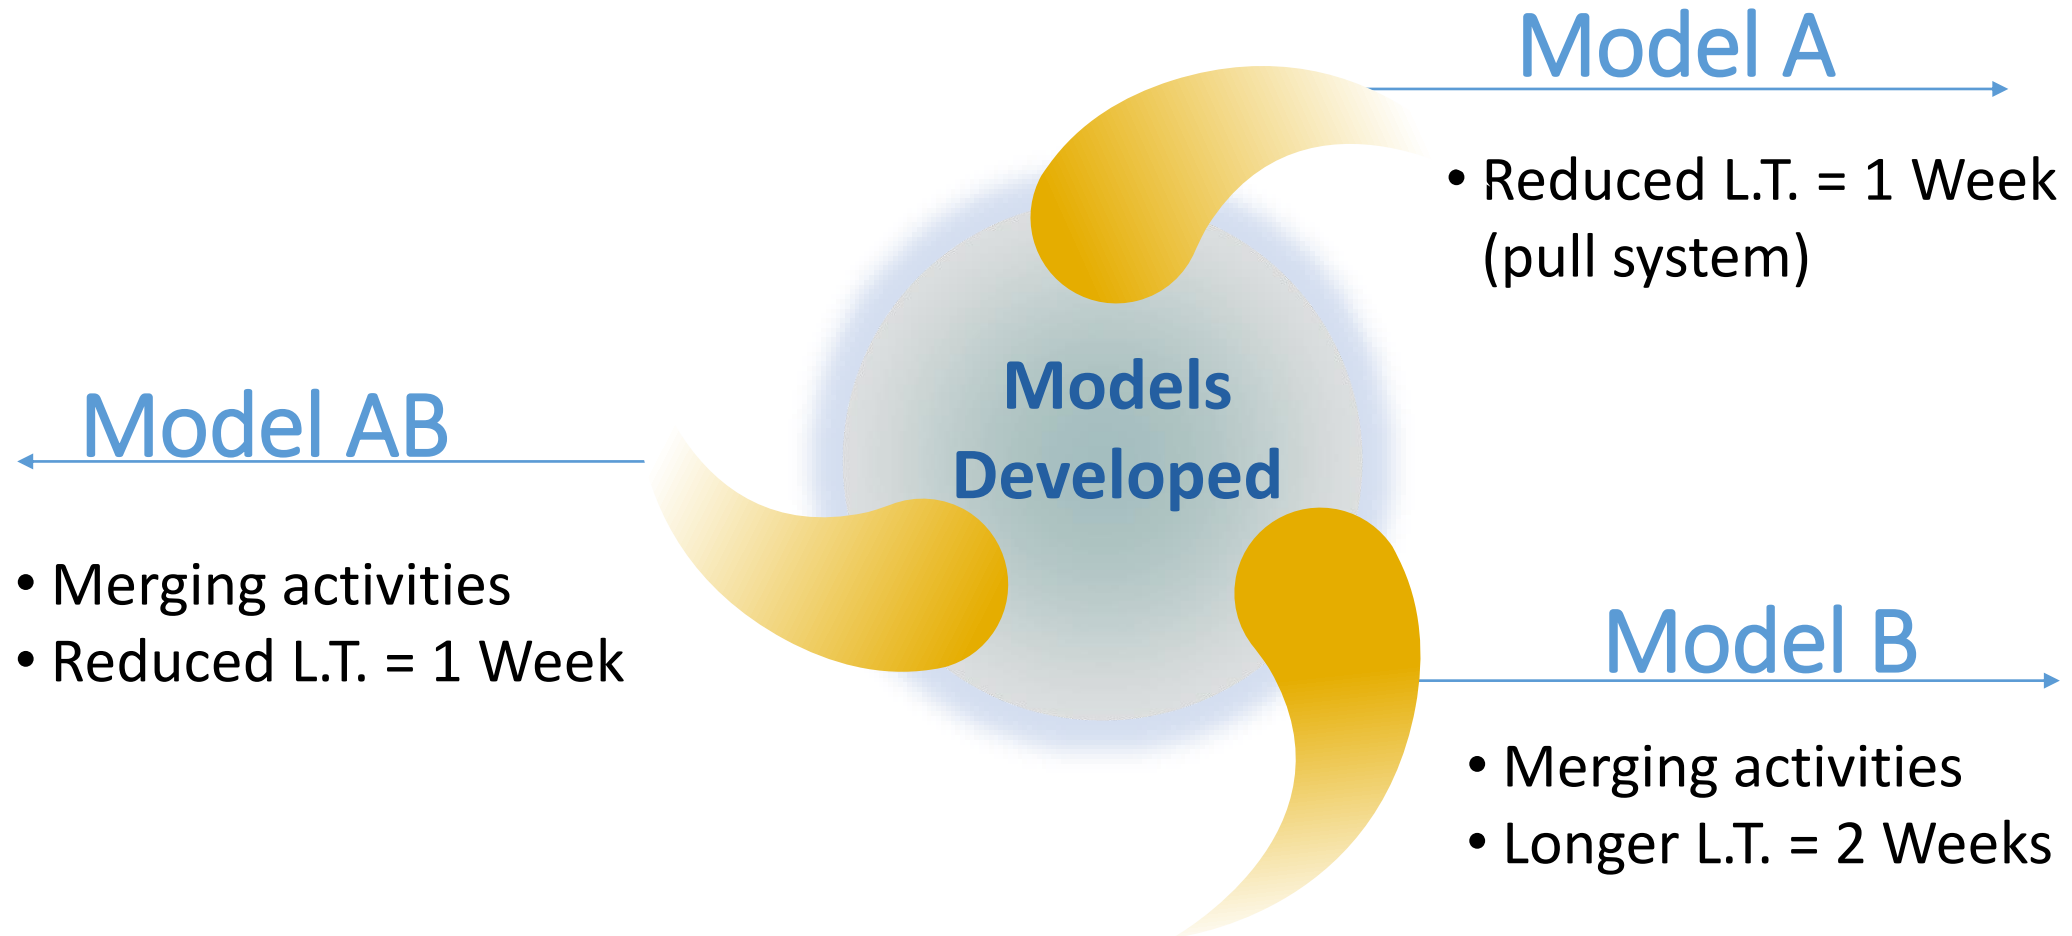 Model A
• Reduced L.T. = 1 Week
(pull system)
Models
Developed
Model AB
• Merging activities
• Reduced L.T. = 1 Week
Model B
• Merging activities
• Longer L.T. = 2 Weeks